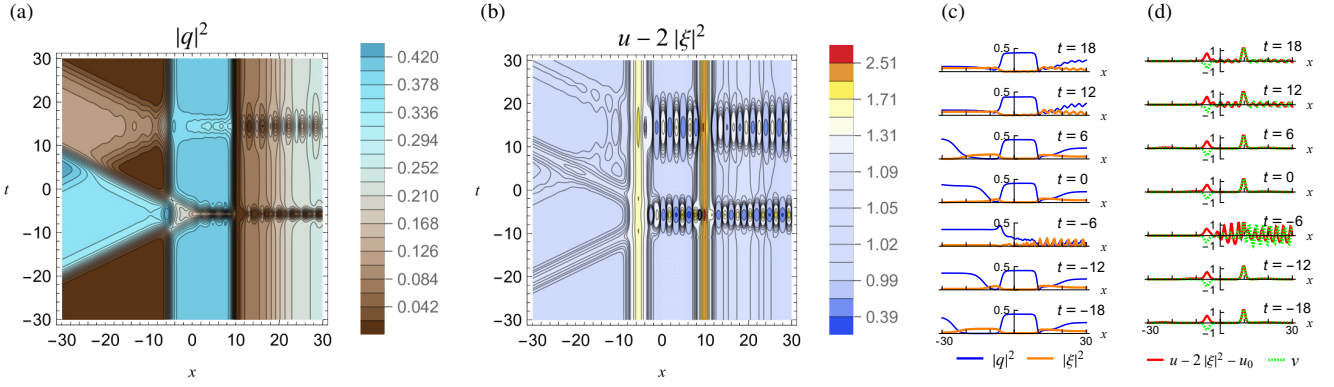 (a)
|q|²
30
20
10
0
−10
−20
−30
t
−30 −20 −10 0 10 20 30
x
0.420
0.378
0.336
0.294
0.252
0.210
0.168
0.126
0.084
0.042
(b)
u − 2 |ξ|²
30
20
10
0
−10
−20
−30
t
−30 −20 −10 0 10 20 30
x
2.51
1.71
1.31
1.09
1.05
1.02
0.99
0.39
(c)
0.5 t = 18
x
0.5 t = 12
x
0.5 t = 6
x
0.5 t = 0
x
0.5 t = −6
x
0.5 t = −12
x
0.5 t = −18
x
-30 30
|q|² |ξ|²
(d)
1 t = 18
−1 x
1 t = 12
−1 x
1 t = 6
−1 x
1 t = 0
−1 x
1 t = −6
−1 x
1 t = −12
−1 x
1 t = −18
−1 x
-30 30
u − 2 |ξ|² − u₀ v